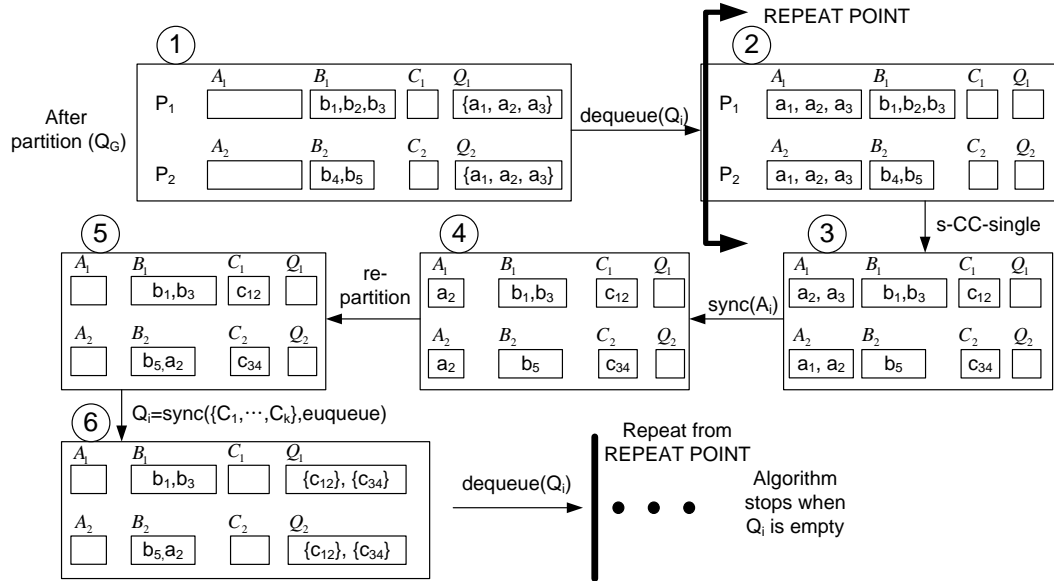 REPEAT POINT
1
2
After partition (Q_G)
A₁ B₁ C₁ Q₁
P₁ b₁,b₂,b₃ {a₁, a₂, a₃}
A₂ B₂ C₂ Q₂
P₂ b₄,b₅ {a₁, a₂, a₃}
dequeue(Qᵢ)
A₁ B₁ C₁ Q₁
P₁ a₁, a₂, a₃ b₁,b₂,b₃
A₂ B₂ C₂ Q₂
P₂ a₁, a₂, a₃ b₄,b₅
s-CC-single
5
4
3
A₁ B₁ C₁ Q₁
b₁,b₃ c₁₂
A₂ B₂ C₂ Q₂
b₅,a₂ c₃₄
re-
partition
A₁ B₁ C₁ Q₁
a₂ b₁,b₃ c₁₂
A₂ B₂ C₂ Q₂
a₂ b₅ c₃₄
sync(Aᵢ)
A₁ B₁ C₁ Q₁
a₂, a₃ b₁,b₃ c₁₂
A₂ B₂ C₂ Q₂
a₁, a₂ b₅ c₃₄
Qᵢ=sync({C₁,⋯,Cₖ},euqueue)
6
A₁ B₁ C₁ Q₁
b₁,b₃ {c₁₂}, {c₃₄}
A₂ B₂ C₂ Q₂
b₅,a₂ {c₁₂}, {c₃₄}
dequeue(Qᵢ)
Repeat from
REPEAT POINT
Algorithm
stops when
Qᵢ is empty